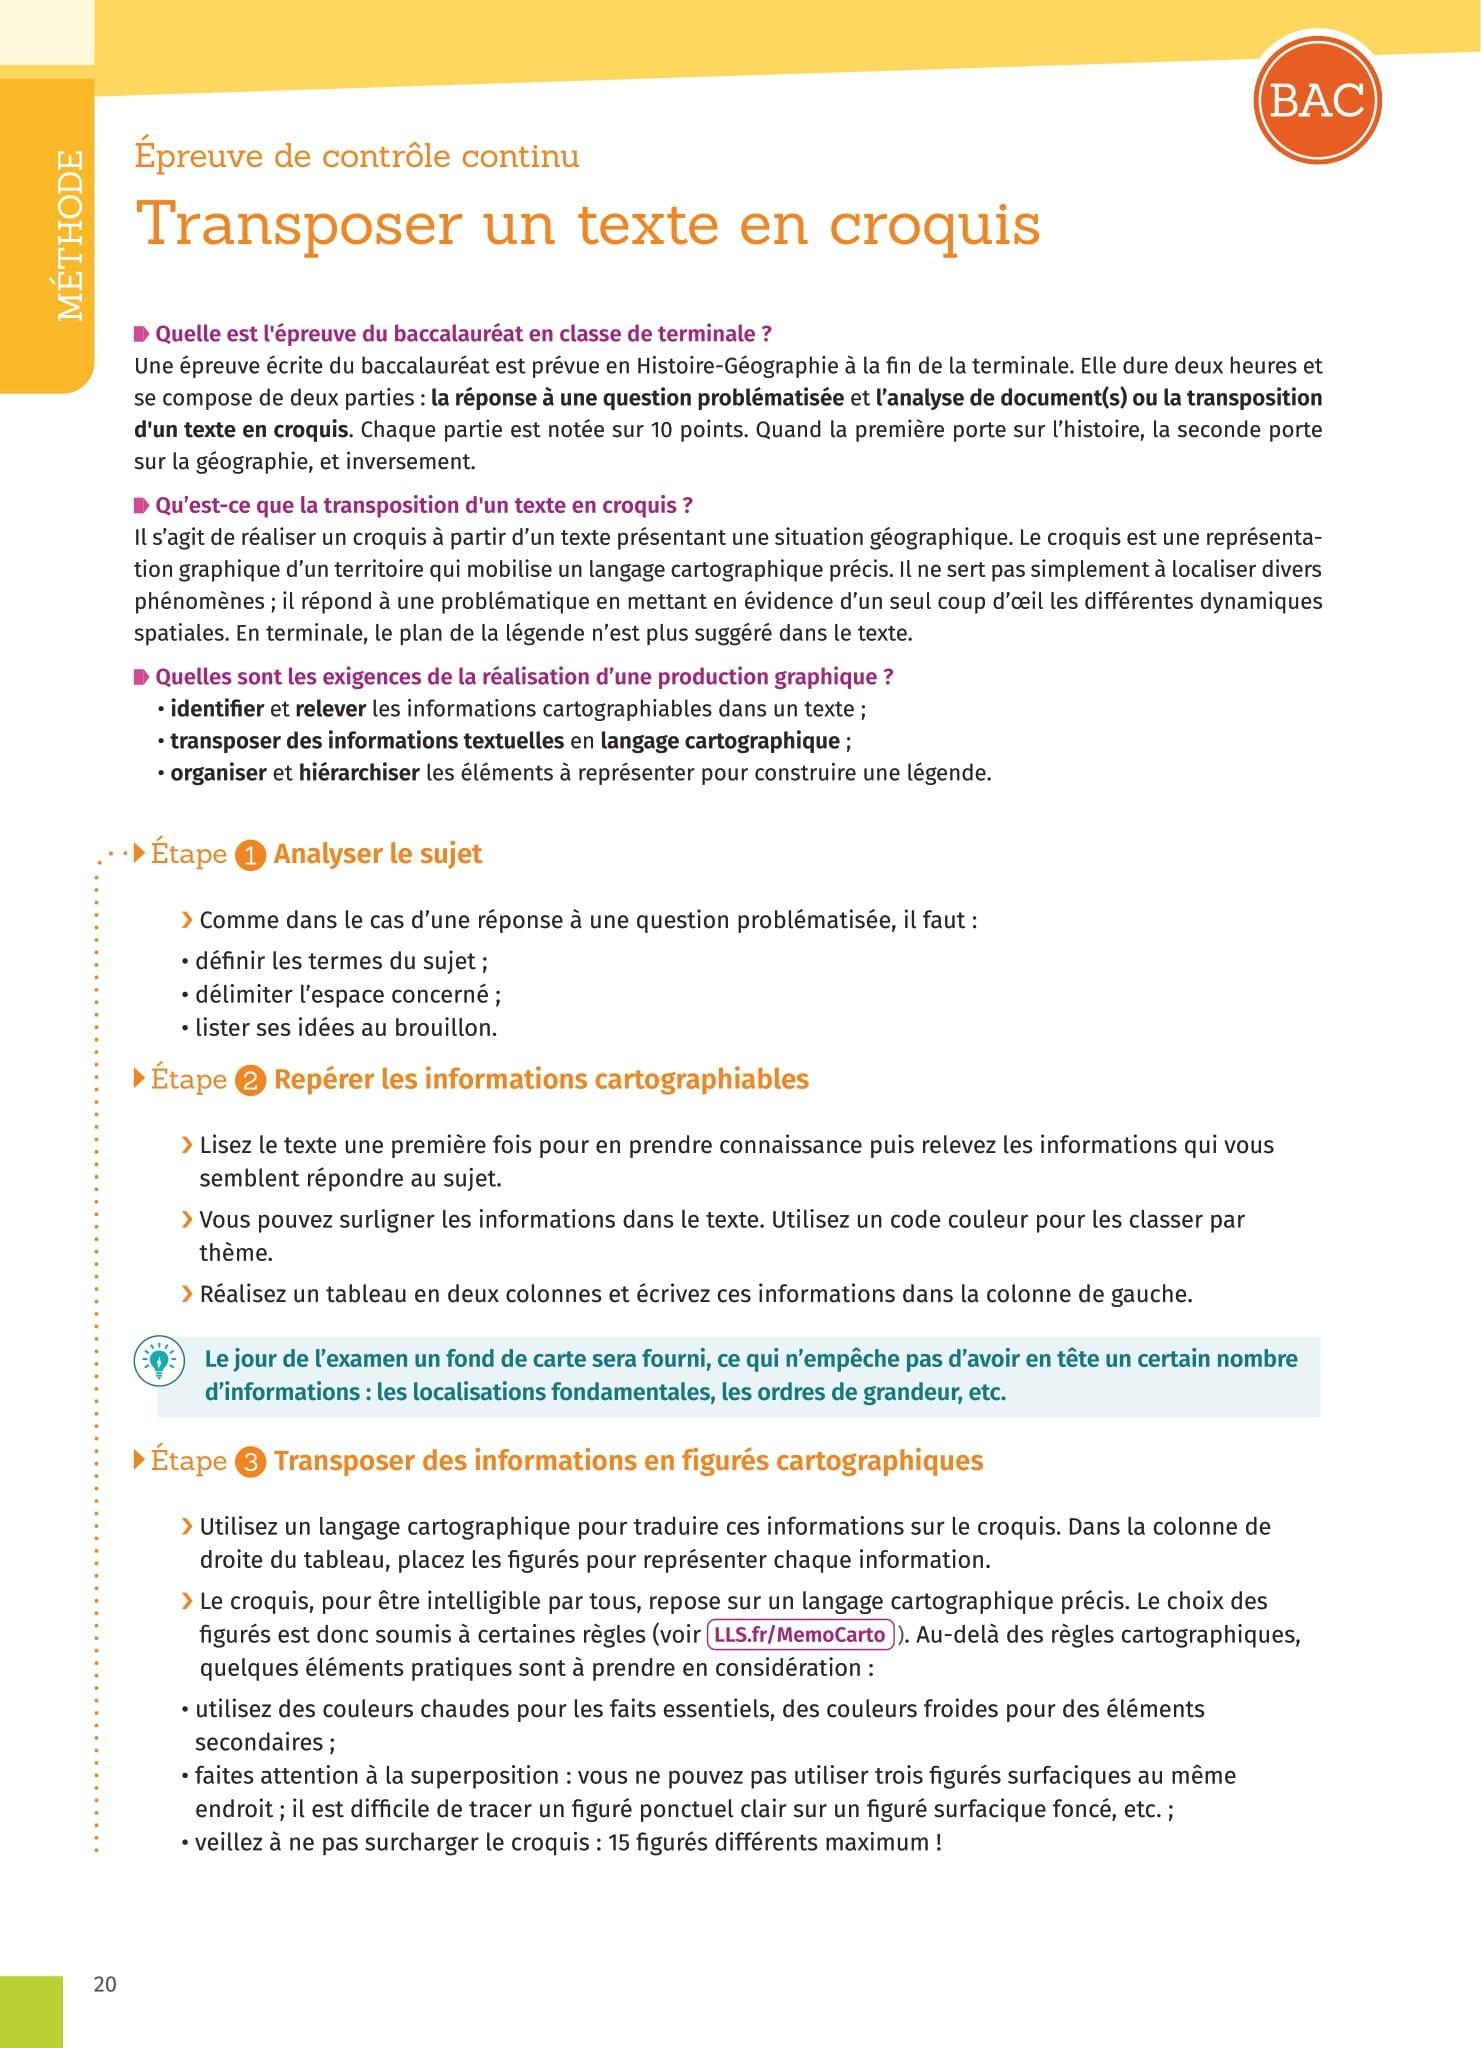 BAC
MÉTHODE
Épreuve de contrôle continu
Transposer un texte en croquis
Quelle est l'épreuve du baccalauréat en classe de terminale ?
Une épreuve écrite du baccalauréat est prévue en Histoire-Géographie à la fin de la terminale. Elle dure deux heures et
se compose de deux parties : la réponse à une question problématisée et l’analyse de document(s) ou la transposition
d'un texte en croquis. Chaque partie est notée sur 10 points. Quand la première porte sur l’histoire, la seconde porte
sur la géographie, et inversement.
Qu’est-ce que la transposition d'un texte en croquis ?
Il s’agit de réaliser un croquis à partir d’un texte présentant une situation géographique. Le croquis est une représenta-
tion graphique d’un territoire qui mobilise un langage cartographique précis. Il ne sert pas simplement à localiser divers
phénomènes ; il répond à une problématique en mettant en évidence d’un seul coup d’œil les différentes dynamiques
spatiales. En terminale, le plan de la légende n’est plus suggéré dans le texte.
Quelles sont les exigences de la réalisation d’une production graphique ?
• identifier et relever les informations cartographiables dans un texte ;
• transposer des informations textuelles en langage cartographique ;
• organiser et hiérarchiser les éléments à représenter pour construire une légende.
Étape 1 Analyser le sujet
› Comme dans le cas d’une réponse à une question problématisée, il faut :
• définir les termes du sujet ;
• délimiter l’espace concerné ;
• lister ses idées au brouillon.
Étape 2 Repérer les informations cartographiables
› Lisez le texte une première fois pour en prendre connaissance puis relevez les informations qui vous
semblent répondre au sujet.
› Vous pouvez surligner les informations dans le texte. Utilisez un code couleur pour les classer par
thème.
› Réalisez un tableau en deux colonnes et écrivez ces informations dans la colonne de gauche.
Le jour de l’examen un fond de carte sera fourni, ce qui n’empêche pas d’avoir en tête un certain nombre
d’informations : les localisations fondamentales, les ordres de grandeur, etc.
Étape 3 Transposer des informations en figurés cartographiques
› Utilisez un langage cartographique pour traduire ces informations sur le croquis. Dans la colonne de
droite du tableau, placez les figurés pour représenter chaque information.
› Le croquis, pour être intelligible par tous, repose sur un langage cartographique précis. Le choix des
figurés est donc soumis à certaines règles (voir LLS.fr/MemoCarto ). Au-delà des règles cartographiques,
quelques éléments pratiques sont à prendre en considération :
• utilisez des couleurs chaudes pour les faits essentiels, des couleurs froides pour des éléments
secondaires ;
• faites attention à la superposition : vous ne pouvez pas utiliser trois figurés surfaciques au même
endroit ; il est difficile de tracer un figuré ponctuel clair sur un figuré surfacique foncé, etc. ;
• veillez à ne pas surcharger le croquis : 15 figurés différents maximum !
20